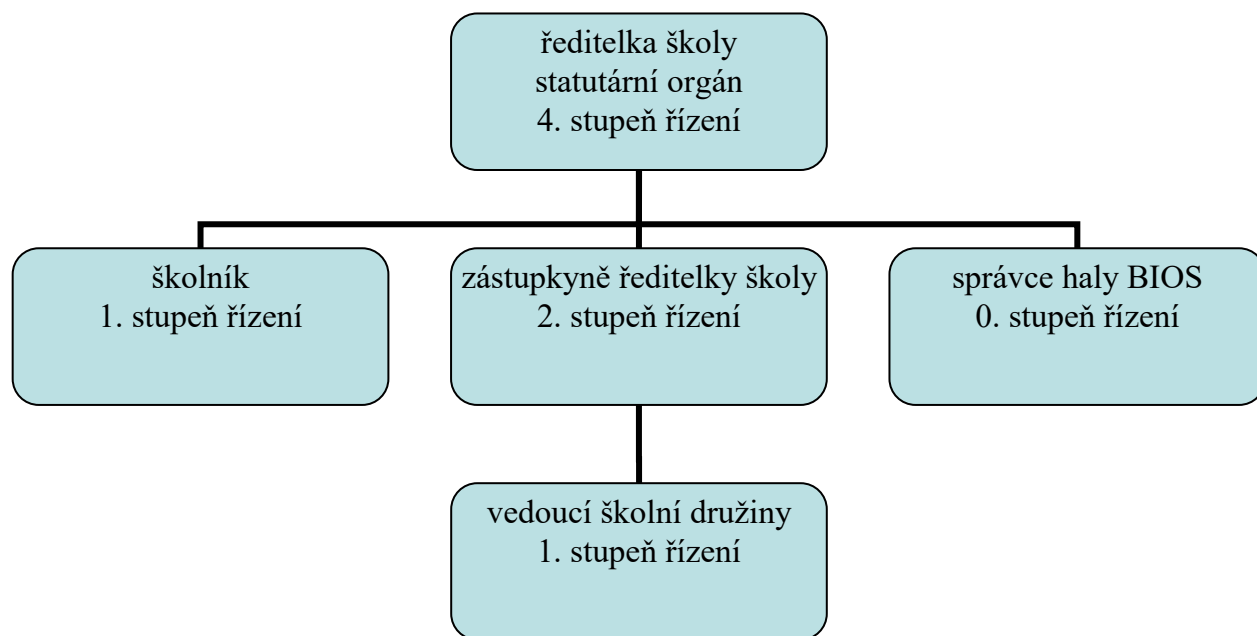 ředitelka školy
statutární orgán
4. stupeň řízení
školník
1. stupeň řízení
zástupkyně ředitelky školy
2. stupeň řízení
správce haly BIOS
0. stupeň řízení
vedoucí školní družiny
1. stupeň řízení